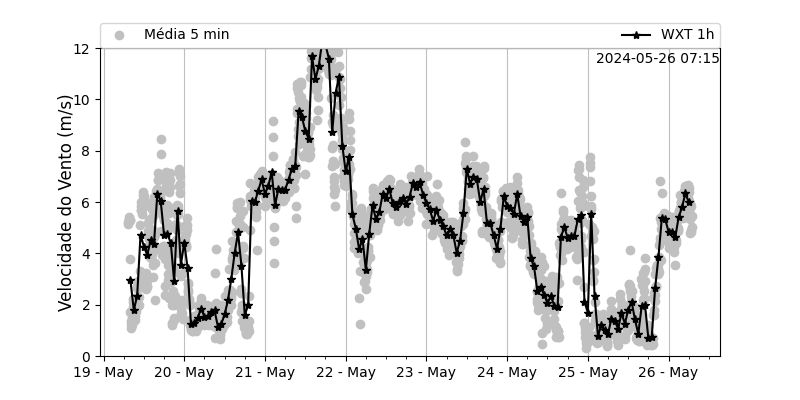 Média 5 min
WXT 1h
2024-05-26 07:15
Velocidade do Vento (m/s)
12
10
8
6
4
2
0
19 - May
20 - May
21 - May
22 - May
23 - May
24 - May
25 - May
26 - May